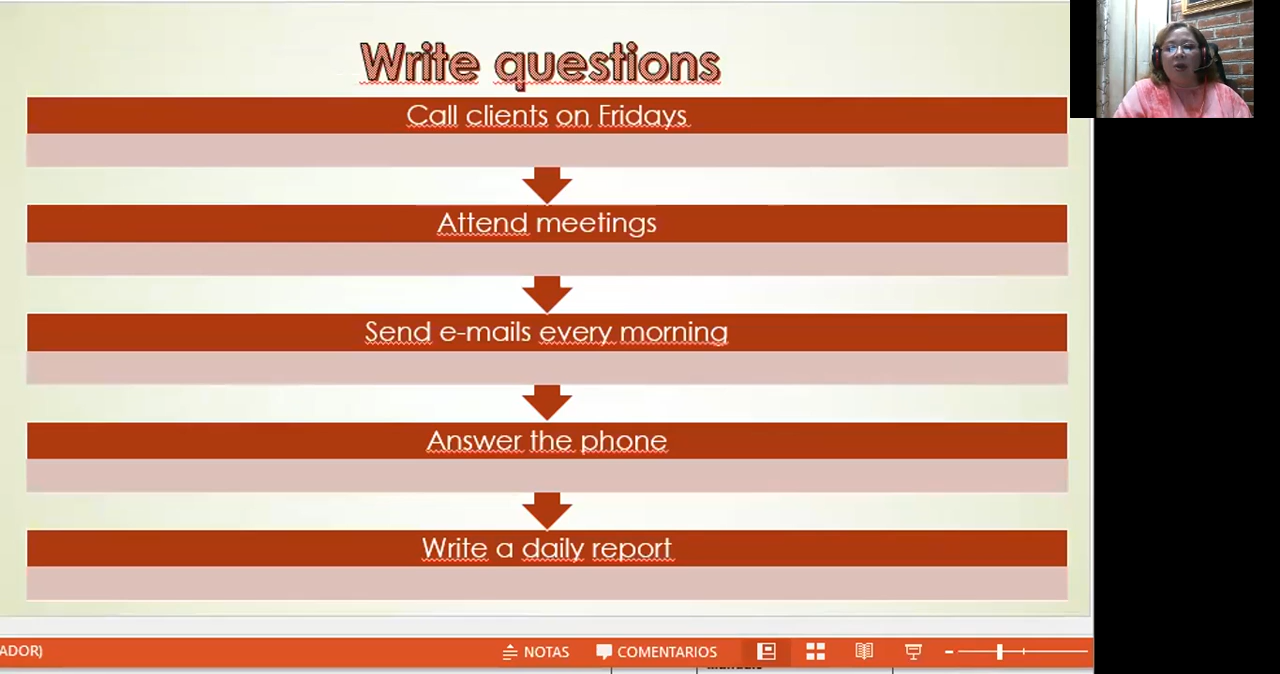 Write questions
Call clients on Fridays
Attend meetings
Send e-mails every morning
Answer the phone
Write a daily report
ADOR)
NOTAS
COMENTARIOS